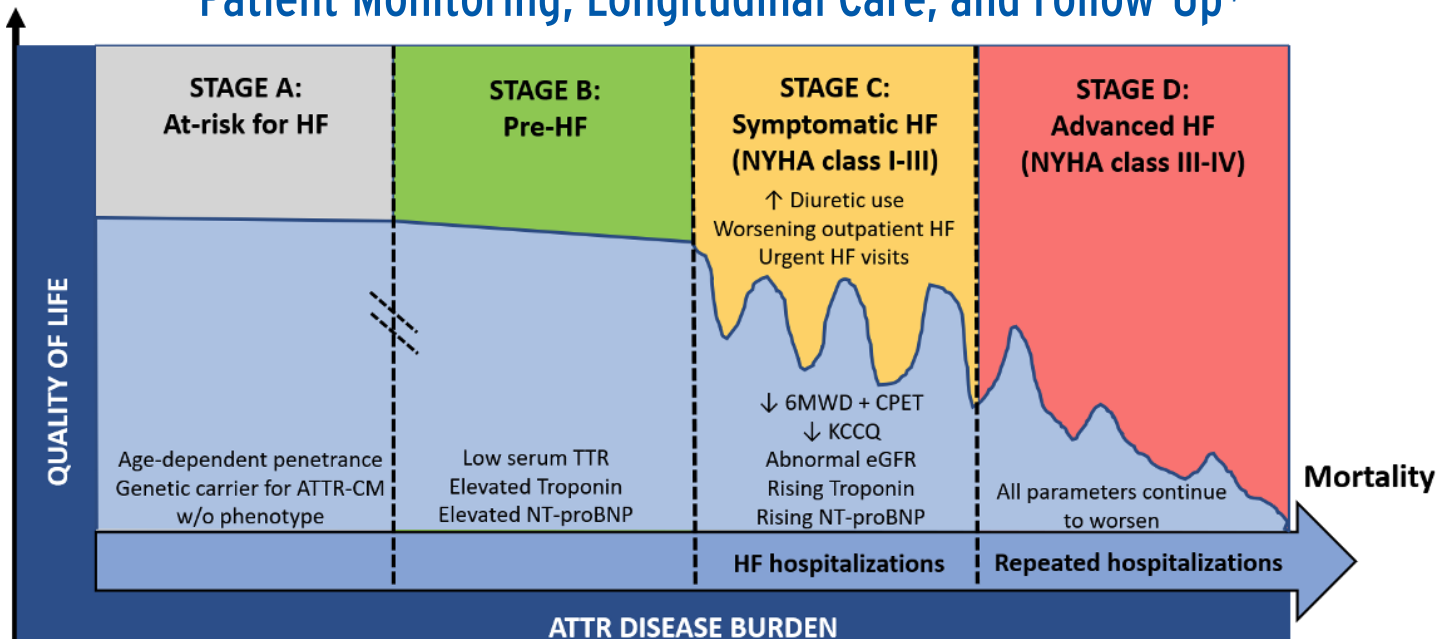 Patient Monitoring, Longitudinal Care, and Follow-Up
STAGE A:
At-risk for HF
STAGE B:
Pre-HF
STAGE C:
Symptomatic HF
(NYHA class I-III)
↑ Diuretic use
Worsening outpatient HF
Urgent HF visits
STAGE D:
Advanced HF
(NYHA class III-IV)
QUALITY OF LIFE
Age-dependent penetrance
Genetic carrier for ATTR-CM
w/o phenotype
Low serum TTR
Elevated Troponin
Elevated NT-proBNP
↓ 6MWD + CPET
↓ KCCQ
Abnormal eGFR
Rising Troponin
Rising NT-proBNP
All parameters continue
to worsen
Mortality
HF hospitalizations
Repeated hospitalizations
ATTR DISEASE BURDEN